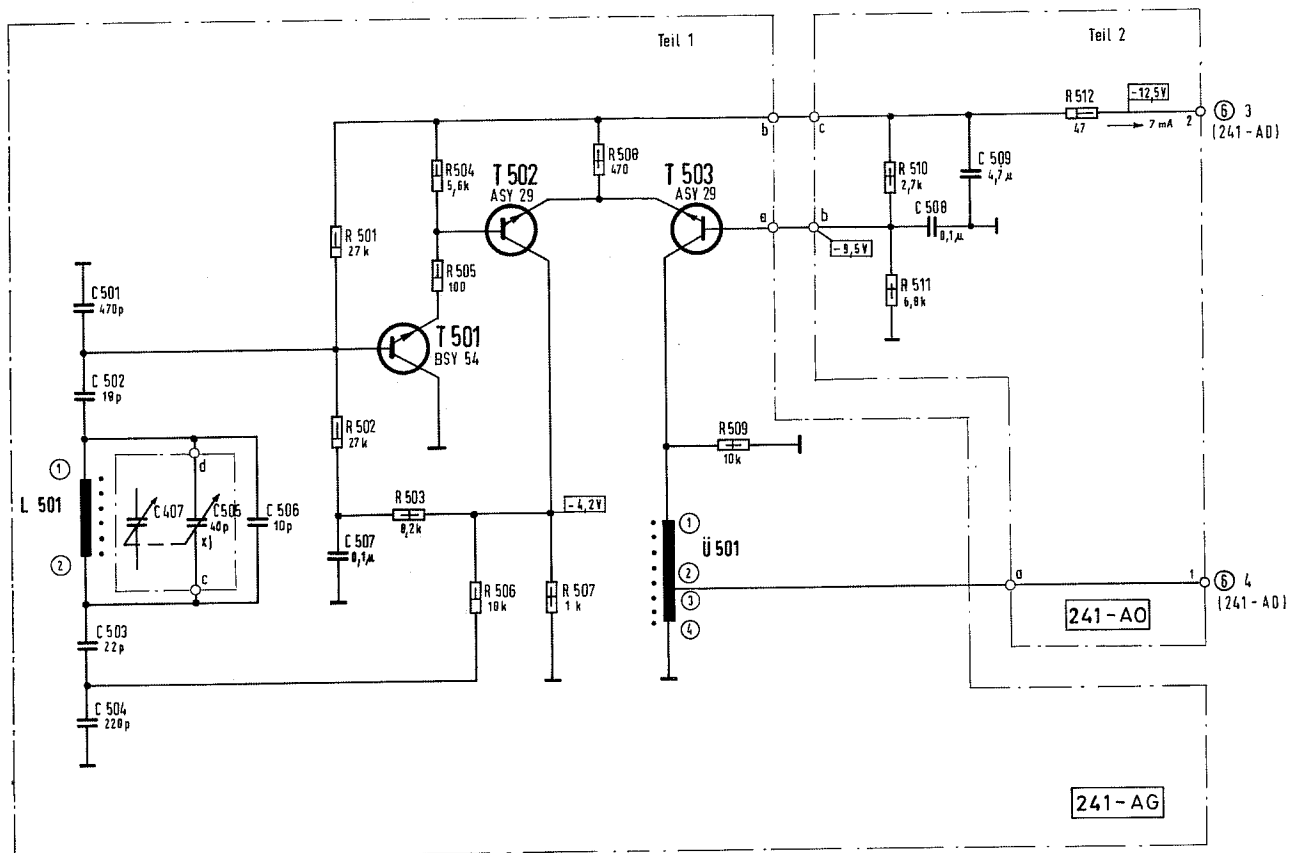 Teil 1
Teil 2
R 512
47
-12,5V
7 mA
2
⑥ 3
(241-AD)
b
c
R 504
5,6k
T 502
ASY 29
R 508
470
T 503
ASY 29
R 510
2,7k
C 509
4,7µ
C 508
0,1µ
a
b
-9,5V
R 501
27k
R 505
100
R 511
6,8k
C 501
470p
T 501
BSY 54
C 502
18p
R 502
27k
R 509
10k
①
d
L 501
C 407
C 505
40p
x)
C 506
10p
②
c
R 503
8,2k
-4,2V
C 507
0,1µ
R 506
18k
R 507
1k
①
Ü 501
②
③
④
a
1
⑥ 4
(241-AD)
241-AO
C 503
22p
C 504
220p
241-AG